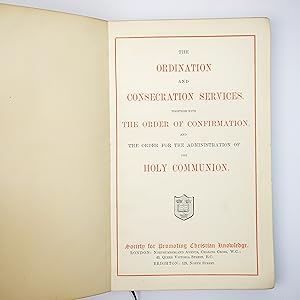 THE
ORDINATION
AND
CONSECRATION SERVICES,
TOGETHER WITH
THE ORDER OF CONFIRMATION,
AND
THE ORDER FOR THE ADMINISTRATION OF
THE
HOLY COMMUNION.
Society for Promoting Christian Knowledge.
LONDON: NORTHUMBERLAND AVENUE, CHARING CROSS, W.C.;
43, QUEEN VICTORIA STREET, E.C.
BRIGHTON: 129, NORTH STREET.